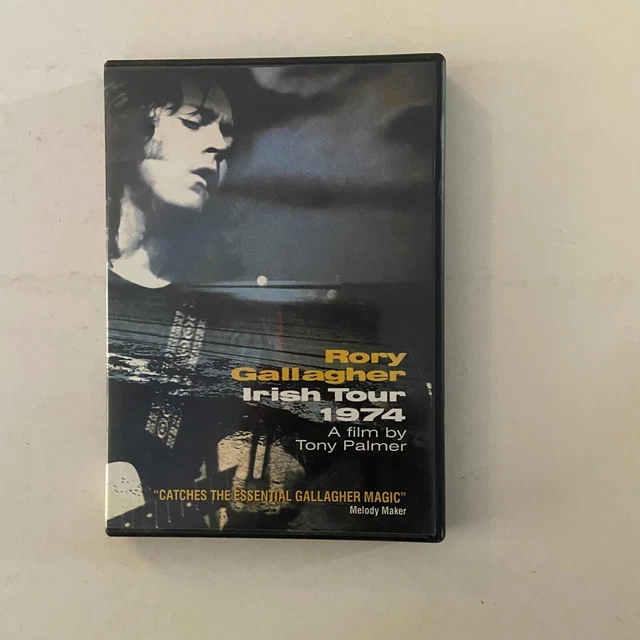 Rory
Gallagher
Irish Tour
1974
A film by
Tony Palmer
"CATCHES THE ESSENTIAL GALLAGHER MAGIC"
Melody Maker